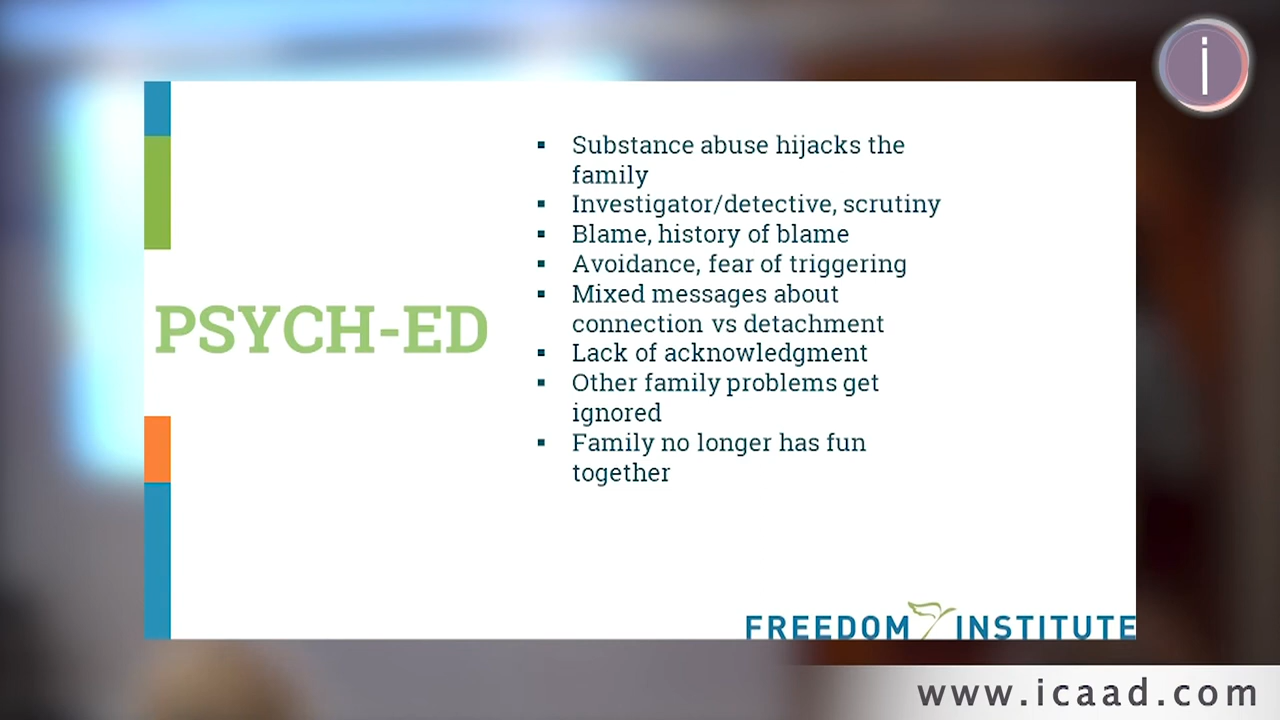 i
PSYCH-ED
▪ Substance abuse hijacks the
family
▪ Investigator/detective, scrutiny
▪ Blame, history of blame
▪ Avoidance, fear of triggering
▪ Mixed messages about
connection vs detachment
▪ Lack of acknowledgment
▪ Other family problems get
ignored
▪ Family no longer has fun
together
FREEDOM INSTITUTE
www.icaad.com